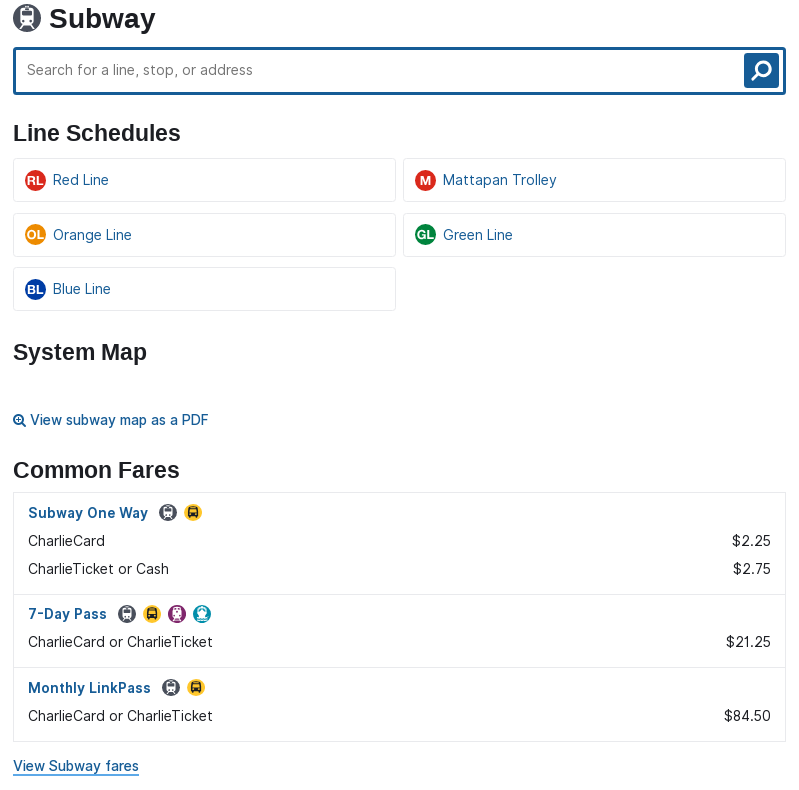 Subway
Search for a line, stop, or address
Line Schedules
RL Red Line
M Mattapan Trolley
OL Orange Line
GL Green Line
BL Blue Line
System Map
View subway map as a PDF
Common Fares
Subway One Way
CharlieCard $2.25
CharlieTicket or Cash $2.75
7-Day Pass
CharlieCard or CharlieTicket $21.25
Monthly LinkPass
CharlieCard or CharlieTicket $84.50
View Subway fares